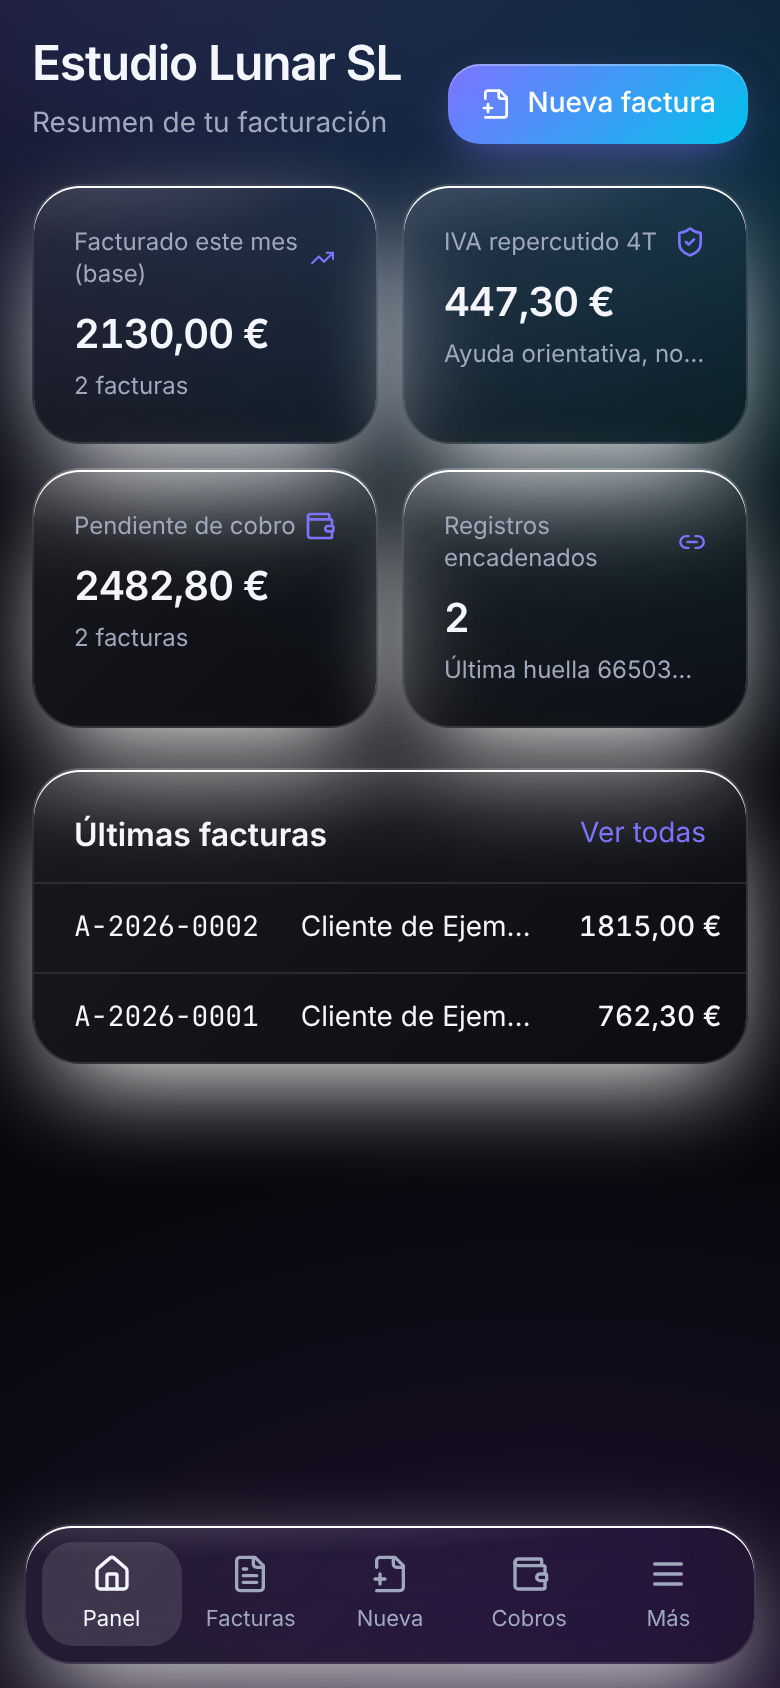 Estudio Lunar SL
Resumen de tu facturación
Nueva factura
Facturado este mes
(base)
2130,00 €
2 facturas
IVA repercutido 4T
447,30 €
Ayuda orientativa, no...
Pendiente de cobro
2482,80 €
2 facturas
Registros
encadenados
2
Última huella 66503...
Últimas facturas
Ver todas
A-2026-0002 Cliente de Ejem... 1815,00 €
A-2026-0001 Cliente de Ejem... 762,30 €
Panel
Facturas
Nueva
Cobros
Más